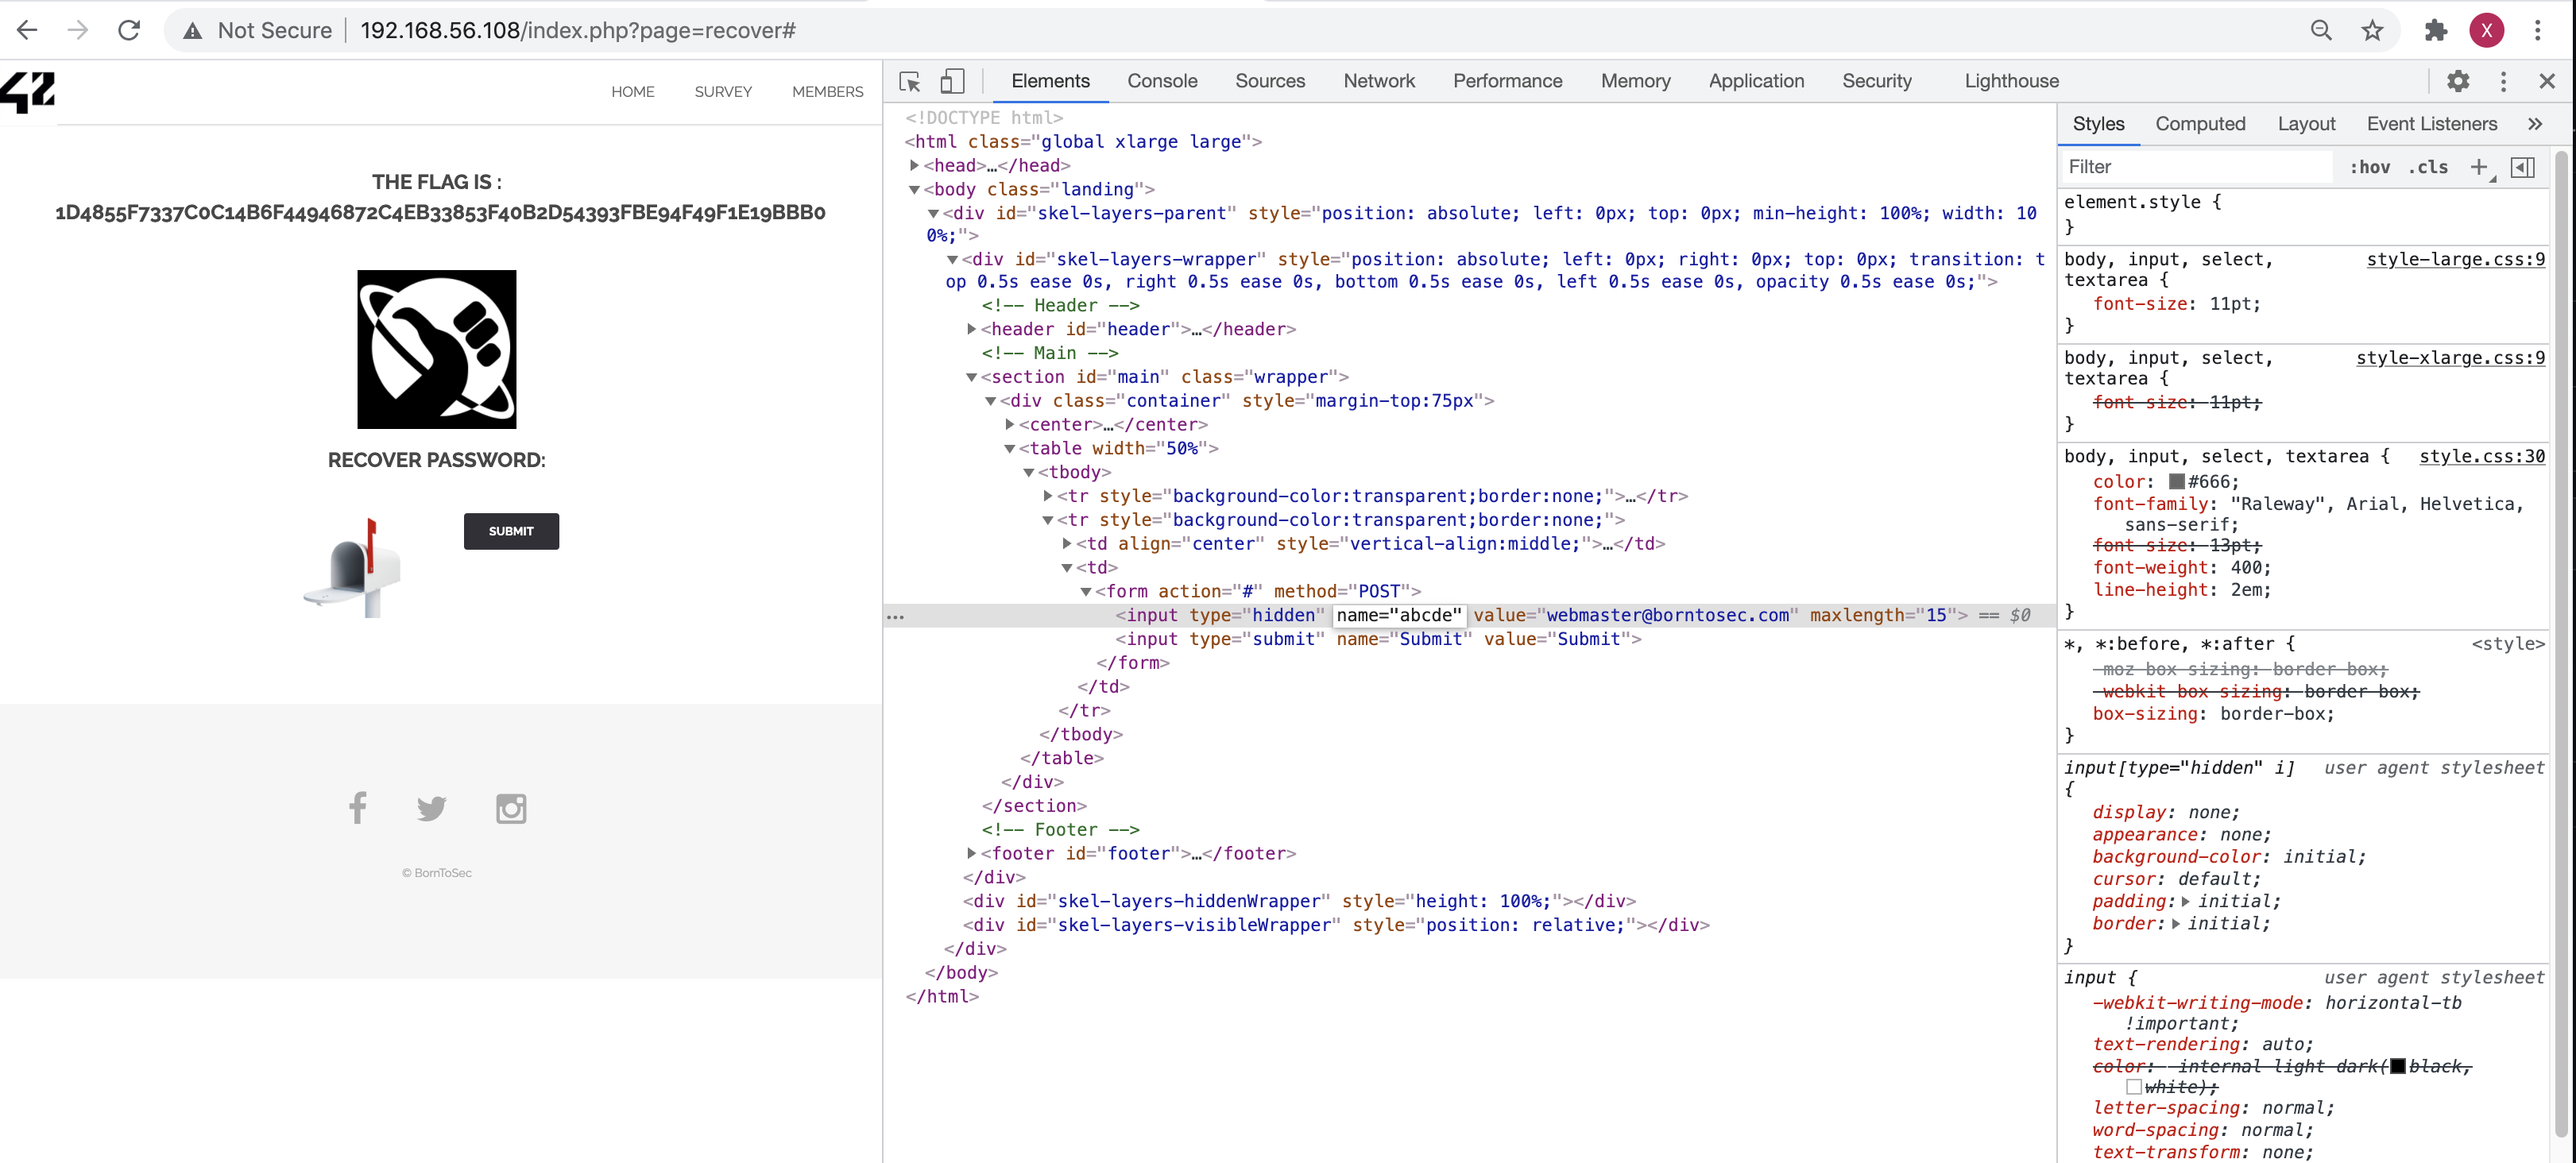 Not Secure 192.168.56.108/index.php?page=recover# X
42 HOME SURVEY MEMBERS
THE FLAG IS :
1D4855F7337C0C14B6F44946872C4EB33853F40B2D54393FBE94F49F1E19BBB0
RECOVER PASSWORD:
SUBMIT
© BornToSec
Elements Console Sources Network Performance Memory Application Security Lighthouse
<!DOCTYPE html>
<html class="global xlarge large">
<head>…</head>
<body class="landing">
<div id="skel-layers-parent" style="position: absolute; left: 0px; top: 0px; min-height: 100%; width: 10
0%;">
<div id="skel-layers-wrapper" style="position: absolute; left: 0px; right: 0px; top: 0px; transition: t
op 0.5s ease 0s, right 0.5s ease 0s, bottom 0.5s ease 0s, left 0.5s ease 0s, opacity 0.5s ease 0s;">
<!-- Header -->
<header id="header">…</header>
<!-- Main -->
<section id="main" class="wrapper">
<div class="container" style="margin-top:75px">
<center>…</center>
<table width="50%">
<tbody>
<tr style="background-color:transparent;border:none;">…</tr>
<tr style="background-color:transparent;border:none;">
<td align="center" style="vertical-align:middle;">…</td>
<td>
<form action="#" method="POST">
… <input type="hidden" name="abcde" value="webmaster@borntosec.com" maxlength="15"> == $0
<input type="submit" name="Submit" value="Submit">
</form>
</td>
</tr>
</tbody>
</table>
</div>
</section>
<!-- Footer -->
<footer id="footer">…</footer>
</div>
<div id="skel-layers-hiddenWrapper" style="height: 100%;"></div>
<div id="skel-layers-visibleWrapper" style="position: relative;"></div>
</div>
</body>
</html>
Styles Computed Layout Event Listeners »
Filter :hov .cls +
element.style {
}
body, input, select, style-large.css:9
textarea {
font-size: 11pt;
}
body, input, select, style-xlarge.css:9
textarea {
font-size: 11pt;
}
body, input, select, textarea { style.css:30
color: #666;
font-family: "Raleway", Arial, Helvetica,
sans-serif;
font-size: 13pt;
font-weight: 400;
line-height: 2em;
}
*, *:before, *:after { <style>
-moz-box-sizing: border-box;
-webkit-box-sizing: border-box;
box-sizing: border-box;
}
input[type="hidden" i] user agent stylesheet
{
display: none;
appearance: none;
background-color: initial;
cursor: default;
padding: initial;
border: initial;
}
input { user agent stylesheet
-webkit-writing-mode: horizontal-tb
!important;
text-rendering: auto;
color: -internal-light-dark(black,
white);
letter-spacing: normal;
word-spacing: normal;
text-transform: none;